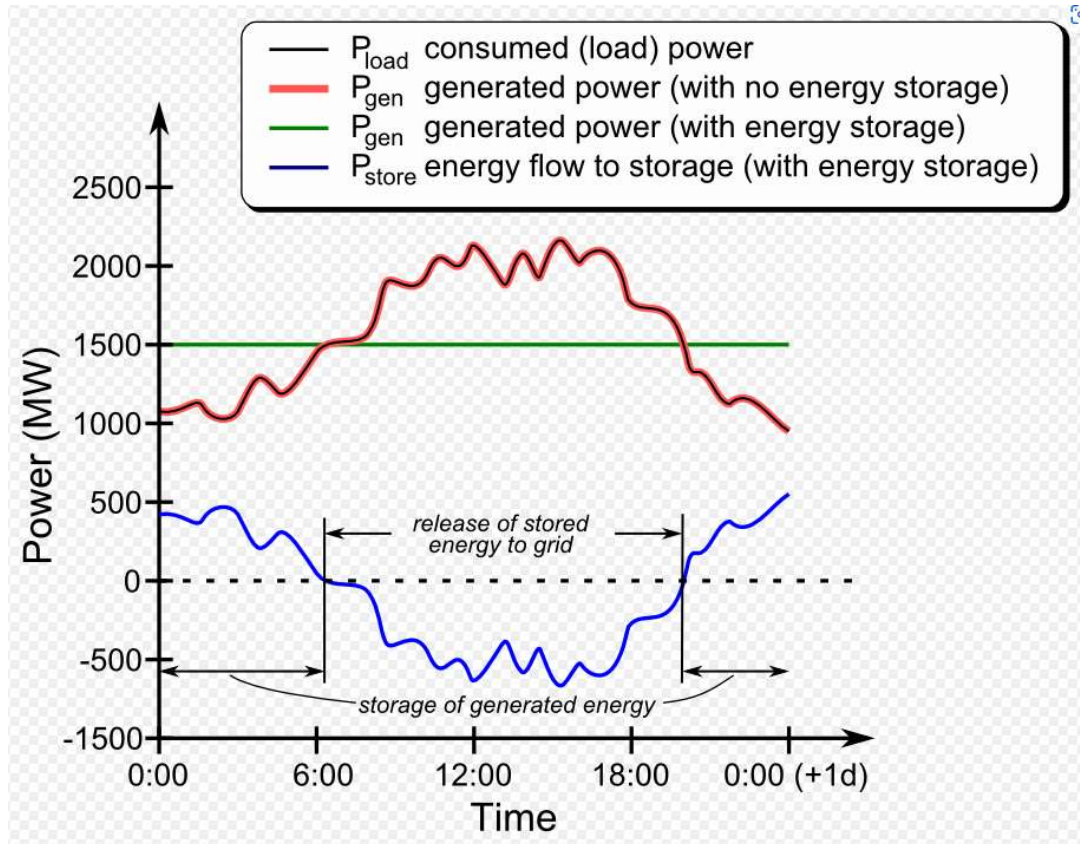 P_load consumed (load) power
P_gen generated power (with no energy storage)
P_gen generated power (with energy storage)
P_store energy flow to storage (with energy storage)
Power (MW)
2500
2000
1500
1000
500
0
-500
-1500
release of stored
energy to grid
storage of generated energy
0:00
6:00
12:00
18:00
0:00 (+1d)
Time